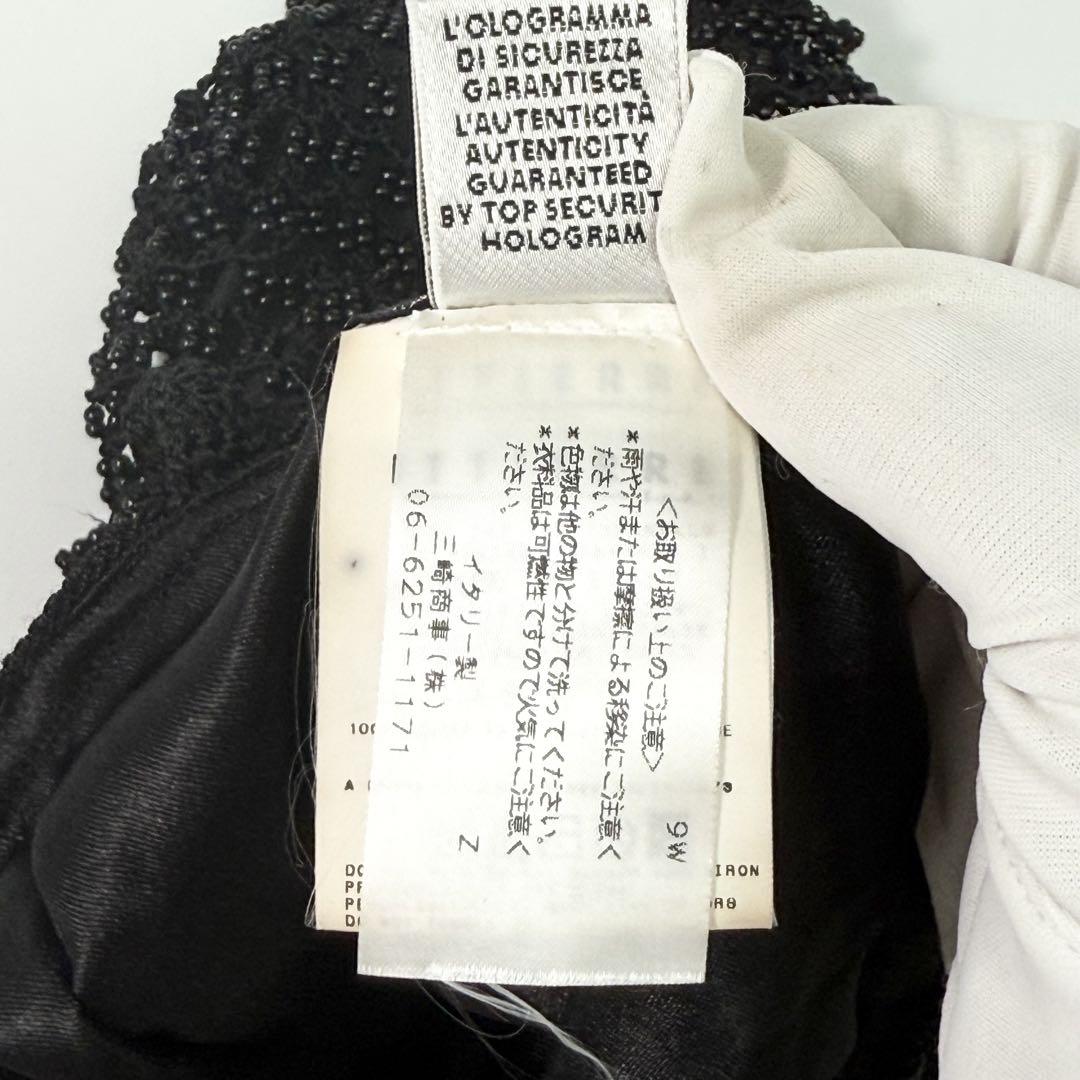 L'OLOGRAMMA
DI SICUREZZA
GARANTISCE
L'AUTENTICITÀ
AUTENTICITY
GUARANTEED
BY TOP SECURIT
HOLOGRAM
9W
<お取り扱い上のご注意>
*雨や汗または摩擦による移染にご注意く
ださい。
*色物は他の物と分けて洗ってください。
*衣料品は可燃性ですので火気にご注意く
ださい。
Z
イタリー製
三崎商事(株)
06-6251-1171
100
A
IRON